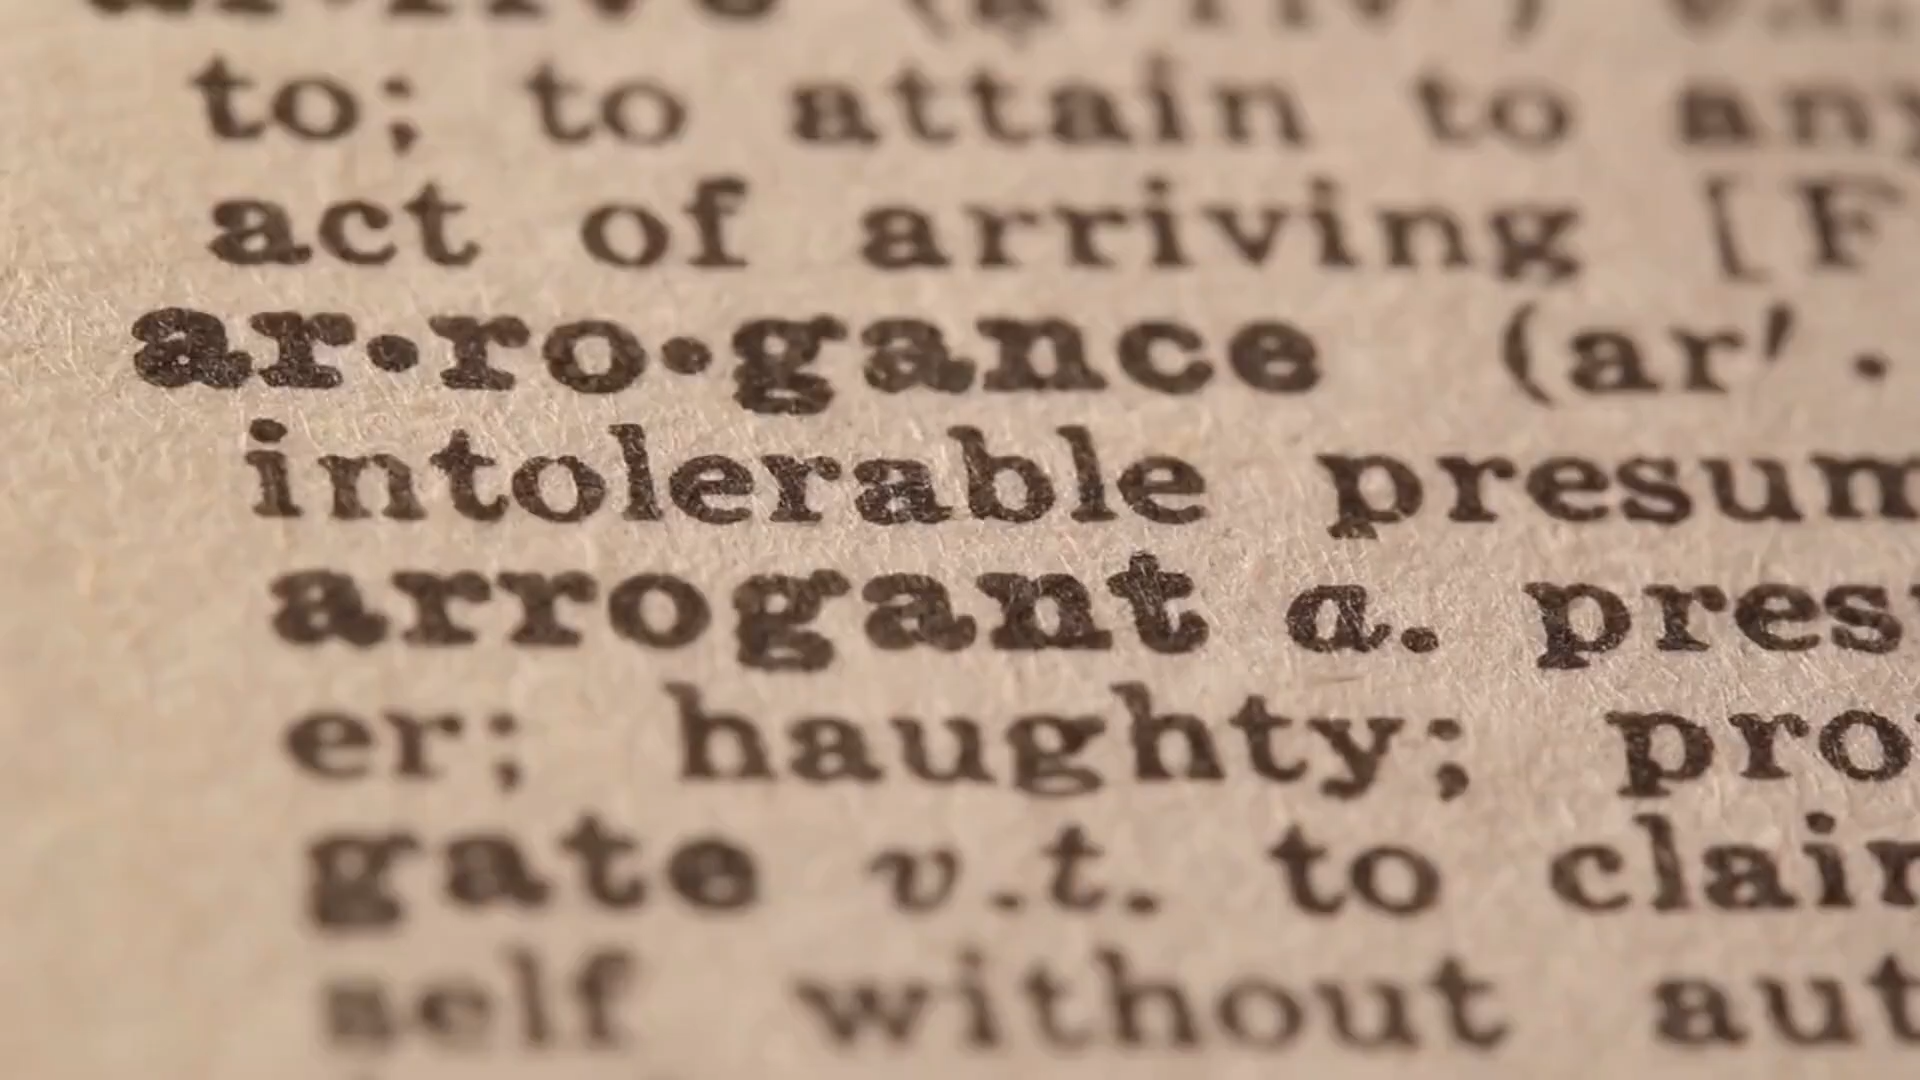 to; to attain to any
act of arriving [F
ar·ro·gance (ar′·
intolerable presum
arrogant a. pres
er; haughty; pro
gate v.t. to clai
self without aut